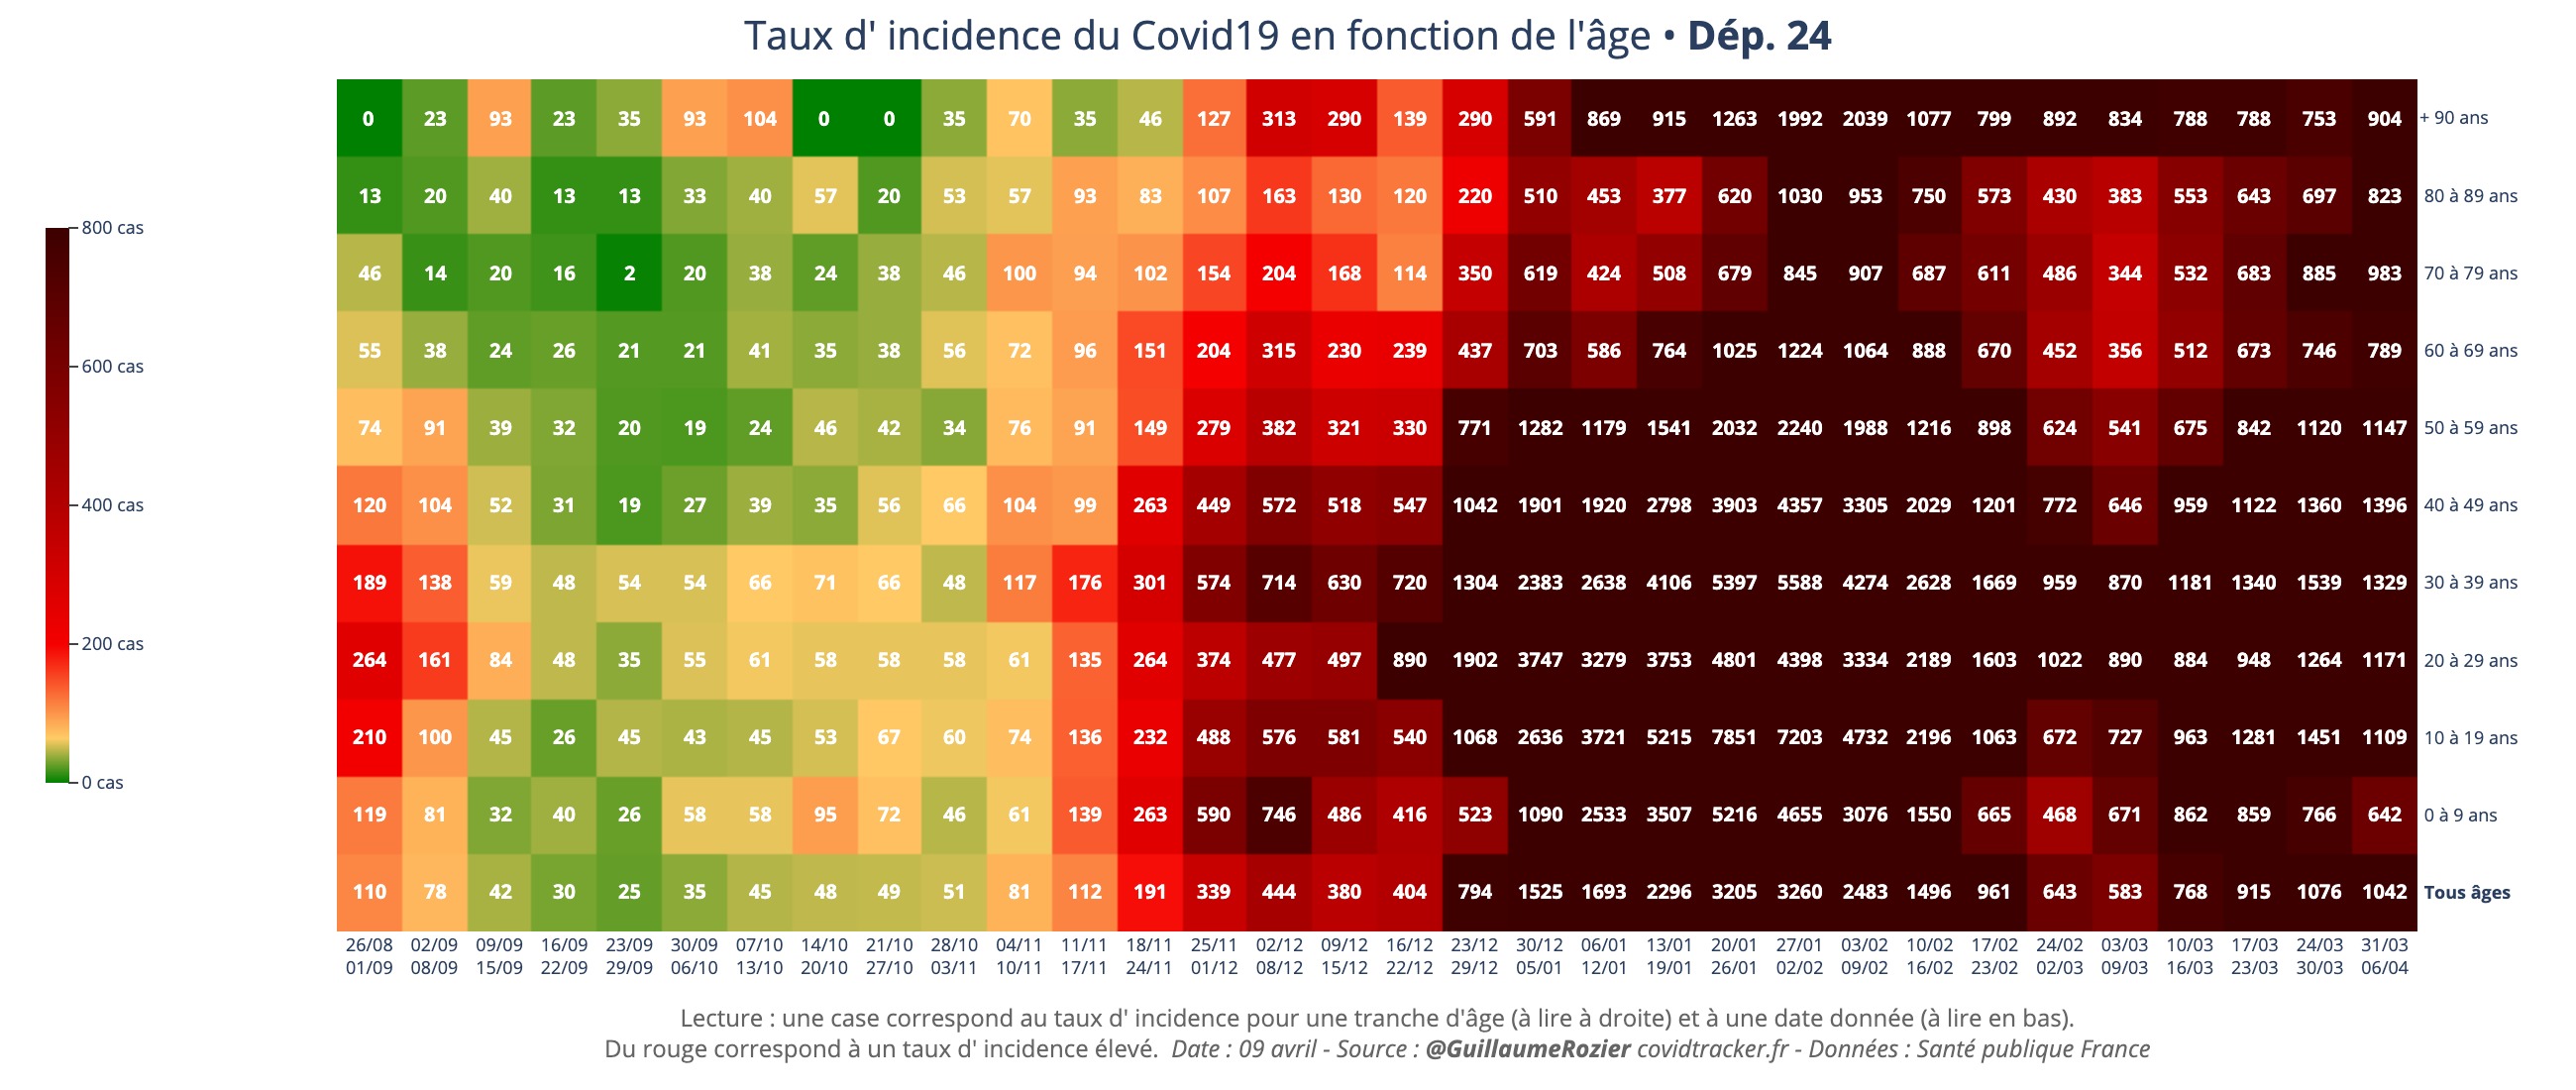 Taux d' incidence du Covid19 en fonction de l'âge • Dép. 24
0 23 93 23 35 93 104 0 0 35 70 35 46 127 313 290 139 290 591 869 915 1263 1992 2039 1077 799 892 834 788 788 753 904 + 90 ans
13 20 40 13 13 33 40 57 20 53 57 93 83 107 163 130 120 220 510 453 377 620 1030 953 750 573 430 383 553 643 697 823 80 à 89 ans
46 14 20 16 2 20 38 24 38 46 100 94 102 154 204 168 114 350 619 424 508 679 845 907 687 611 486 344 532 683 885 983 70 à 79 ans
55 38 24 26 21 21 41 35 38 56 72 96 151 204 315 230 239 437 703 586 764 1025 1224 1064 888 670 452 356 512 673 746 789 60 à 69 ans
74 91 39 32 20 19 24 46 42 34 76 91 149 279 382 321 330 771 1282 1179 1541 2032 2240 1988 1216 898 624 541 675 842 1120 1147 50 à 59 ans
120 104 52 31 19 27 39 35 56 66 104 99 263 449 572 518 547 1042 1901 1920 2798 3903 4357 3305 2029 1201 772 646 959 1122 1360 1396 40 à 49 ans
189 138 59 48 54 54 66 71 66 48 117 176 301 574 714 630 720 1304 2383 2638 4106 5397 5588 4274 2628 1669 959 870 1181 1340 1539 1329 30 à 39 ans
264 161 84 48 35 55 61 58 58 58 61 135 264 374 477 497 890 1902 3747 3279 3753 4801 4398 3334 2189 1603 1022 890 884 948 1264 1171 20 à 29 ans
210 100 45 26 45 43 45 53 67 60 74 136 232 488 576 581 540 1068 2636 3721 5215 7851 7203 4732 2196 1063 672 727 963 1281 1451 1109 10 à 19 ans
119 81 32 40 26 58 58 95 72 46 61 139 263 590 746 486 416 523 1090 2533 3507 5216 4655 3076 1550 665 468 671 862 859 766 642 0 à 9 ans
110 78 42 30 25 35 45 48 49 51 81 112 191 339 444 380 404 794 1525 1693 2296 3205 3260 2483 1496 961 643 583 768 915 1076 1042 Tous âges
26/08 02/09 09/09 16/09 23/09 30/09 07/10 14/10 21/10 28/10 04/11 11/11 18/11 25/11 02/12 09/12 16/12 23/12 30/12 06/01 13/01 20/01 27/01 03/02 10/02 17/02 24/02 03/03 10/03 17/03 24/03 31/03
01/09 08/09 15/09 22/09 29/09 06/10 13/10 20/10 27/10 03/11 10/11 17/11 24/11 01/12 08/12 15/12 22/12 29/12 05/01 12/01 19/01 26/01 02/02 09/02 16/02 23/02 02/03 09/03 16/03 23/03 30/03 06/04
800 cas
600 cas
400 cas
200 cas
0 cas
Lecture : une case correspond au taux d' incidence pour une tranche d'âge (à lire à droite) et à une date donnée (à lire en bas).
Du rouge correspond à un taux d' incidence élevé. Date : 09 avril - Source : @GuillaumeRozier covidtracker.fr - Données : Santé publique France